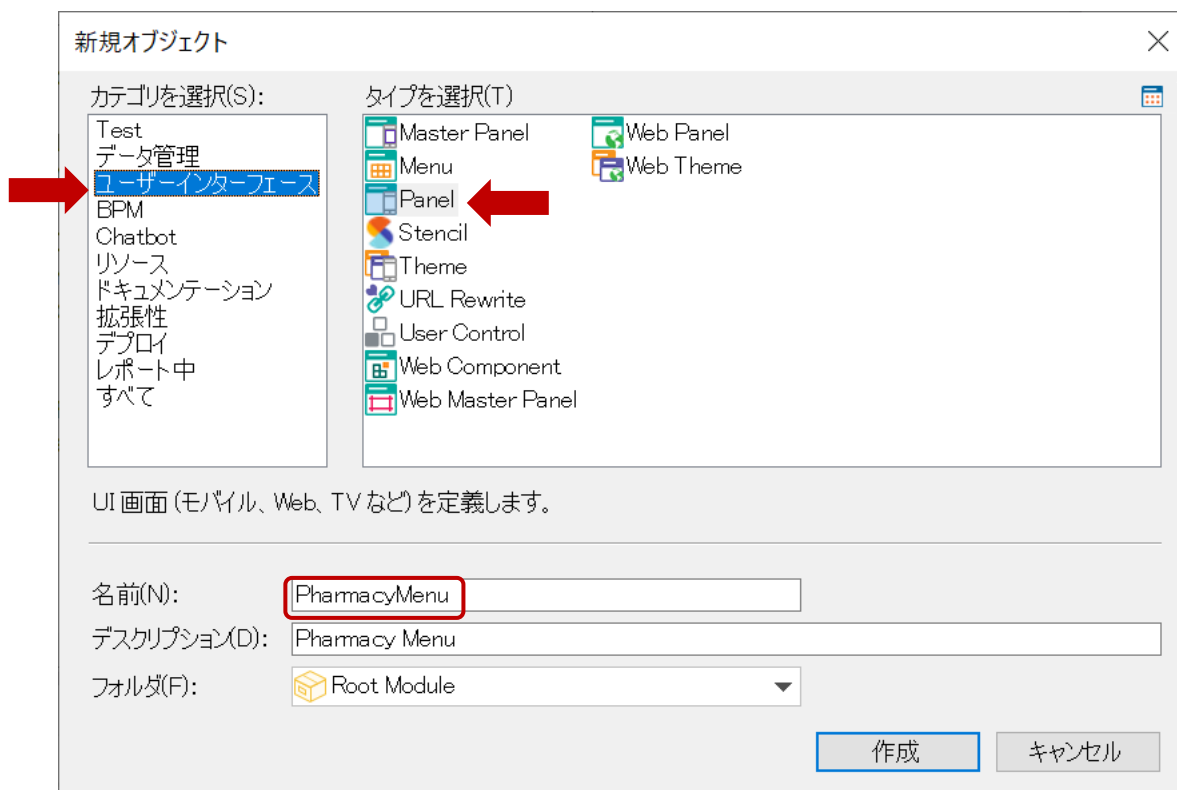 新規オブジェクト
カテゴリを選択(S):
タイプを選択(T)
Test
データ管理
ユーザーインターフェース
BPM
Chatbot
リソース
ドキュメンテーション
拡張性
デプロイ
レポート中
すべて
Master Panel
Menu
Panel
Stencil
Theme
URL Rewrite
User Control
Web Component
Web Master Panel
Web Panel
Web Theme
UI 画面 (モバイル、Web、TV など) を定義します。
名前(N):
PharmacyMenu
デスクリプション(D):
Pharmacy Menu
フォルダ(F):
Root Module
作成
キャンセル